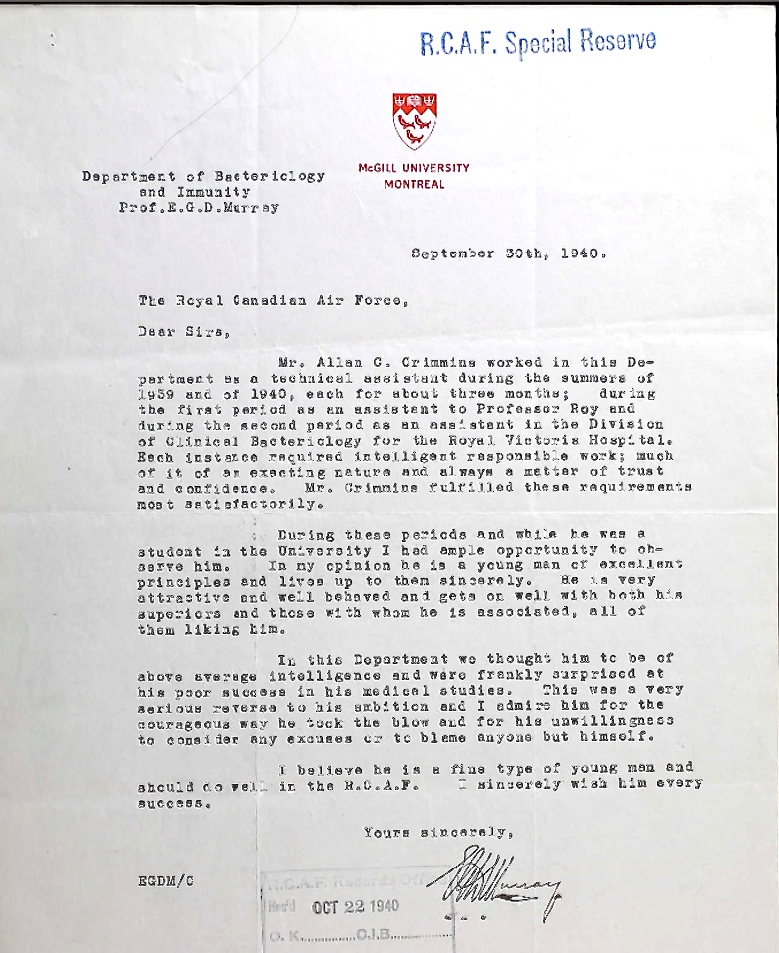 R.C.A.F. Special Reserve
McGILL UNIVERSITY
MONTREAL
Department of Bacteriology
and Immunity
Prof.E.G.D.Murray
September 30th, 1940.
The Royal Canadian Air Force,
Dear Sirs,
Mr. Allan G. Crimmins worked in this De-
partment as a technical assistant during the summers of
1939 and of 1940, each for about three months; during
the first period as an assistant to Professor Roy and
during the second period as an assistant in the Division
of Clinical Bacteriology for the Royal Victoria Hospital.
Each instance required intelligent responsible work; much
of it of an exacting nature and always a matter of trust
and confidence. Mr. Crimmins fulfilled these requirements
most satisfactorily.
During these periods and while he was a
student in the University I had ample opportunity to ob-
serve him. In my opinion he is a young man of excellent
principles and lives up to them sincerely. He is very
attractive and well behaved and gets on well with both his
superiors and those with whom he is associated, all of
them liking him.
In this Department we thought him to be of
above average intelligence and were frankly surprised at
his poor success in his medical studies. This was a very
serious reverse to his ambition and I admire him for the
courageous way he took the blow and for his unwillingness
to consider any excuses or to blame anyone but himself.
I believe he is a fine type of young man and
should do well in the R.C.A.F. I sincerely wish him every
success.
Yours sincerely,
EGDM/C
Murray
R.C.A.F. Records Office
Rec'd OCT 22 1940
O. K.............C.I.B..............